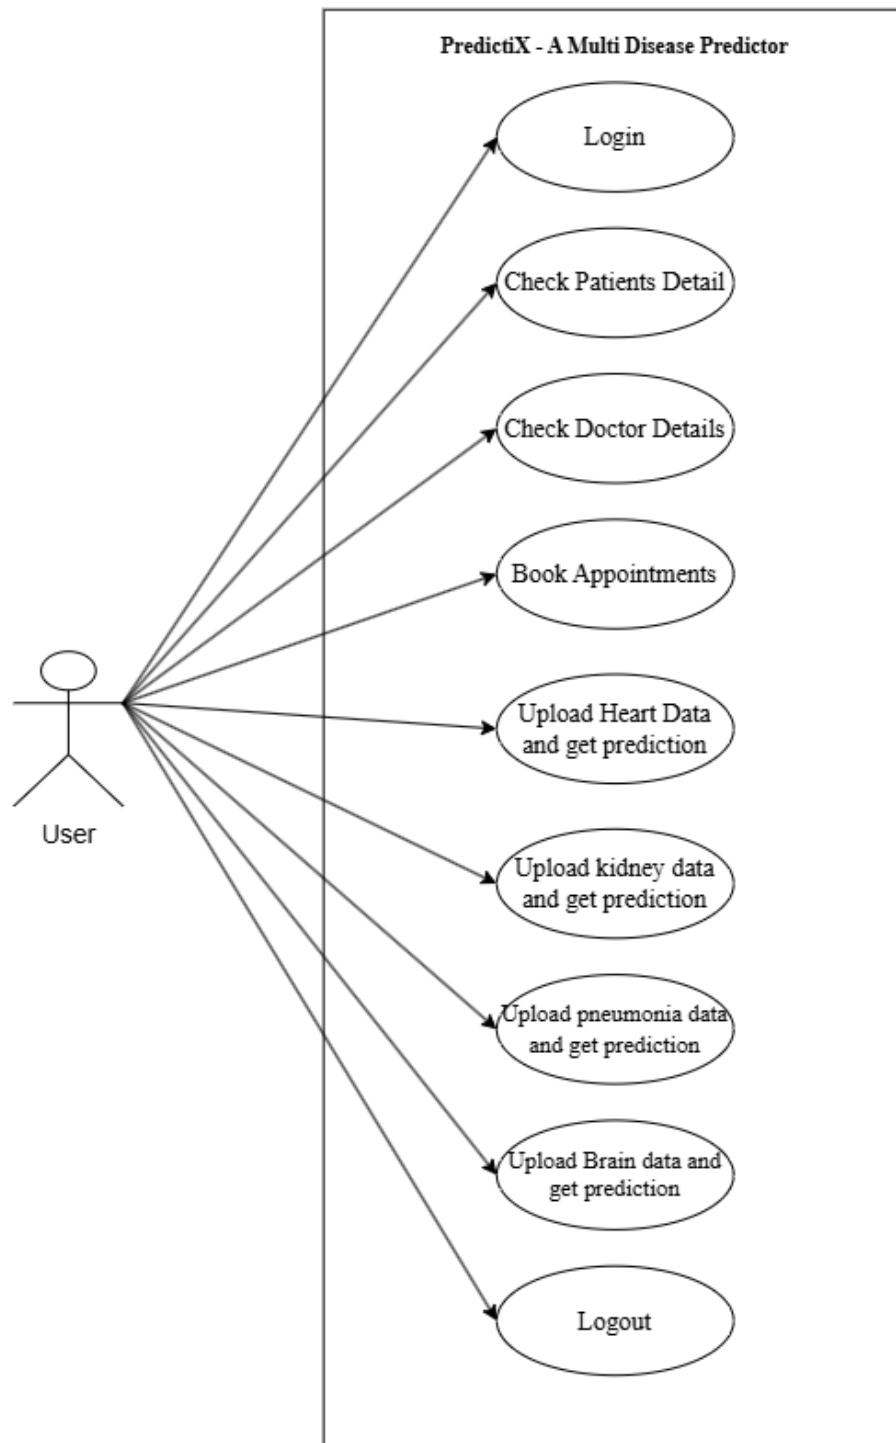 PredictiX - A Multi Disease Predictor
Login
Check Patients Detail
Check Doctor Details
Book Appointments
Upload Heart Data
and get prediction
User
Upload kidney data
and get prediction
Upload pneumonia data
and get prediction
Upload Brain data and
get prediction
Logout